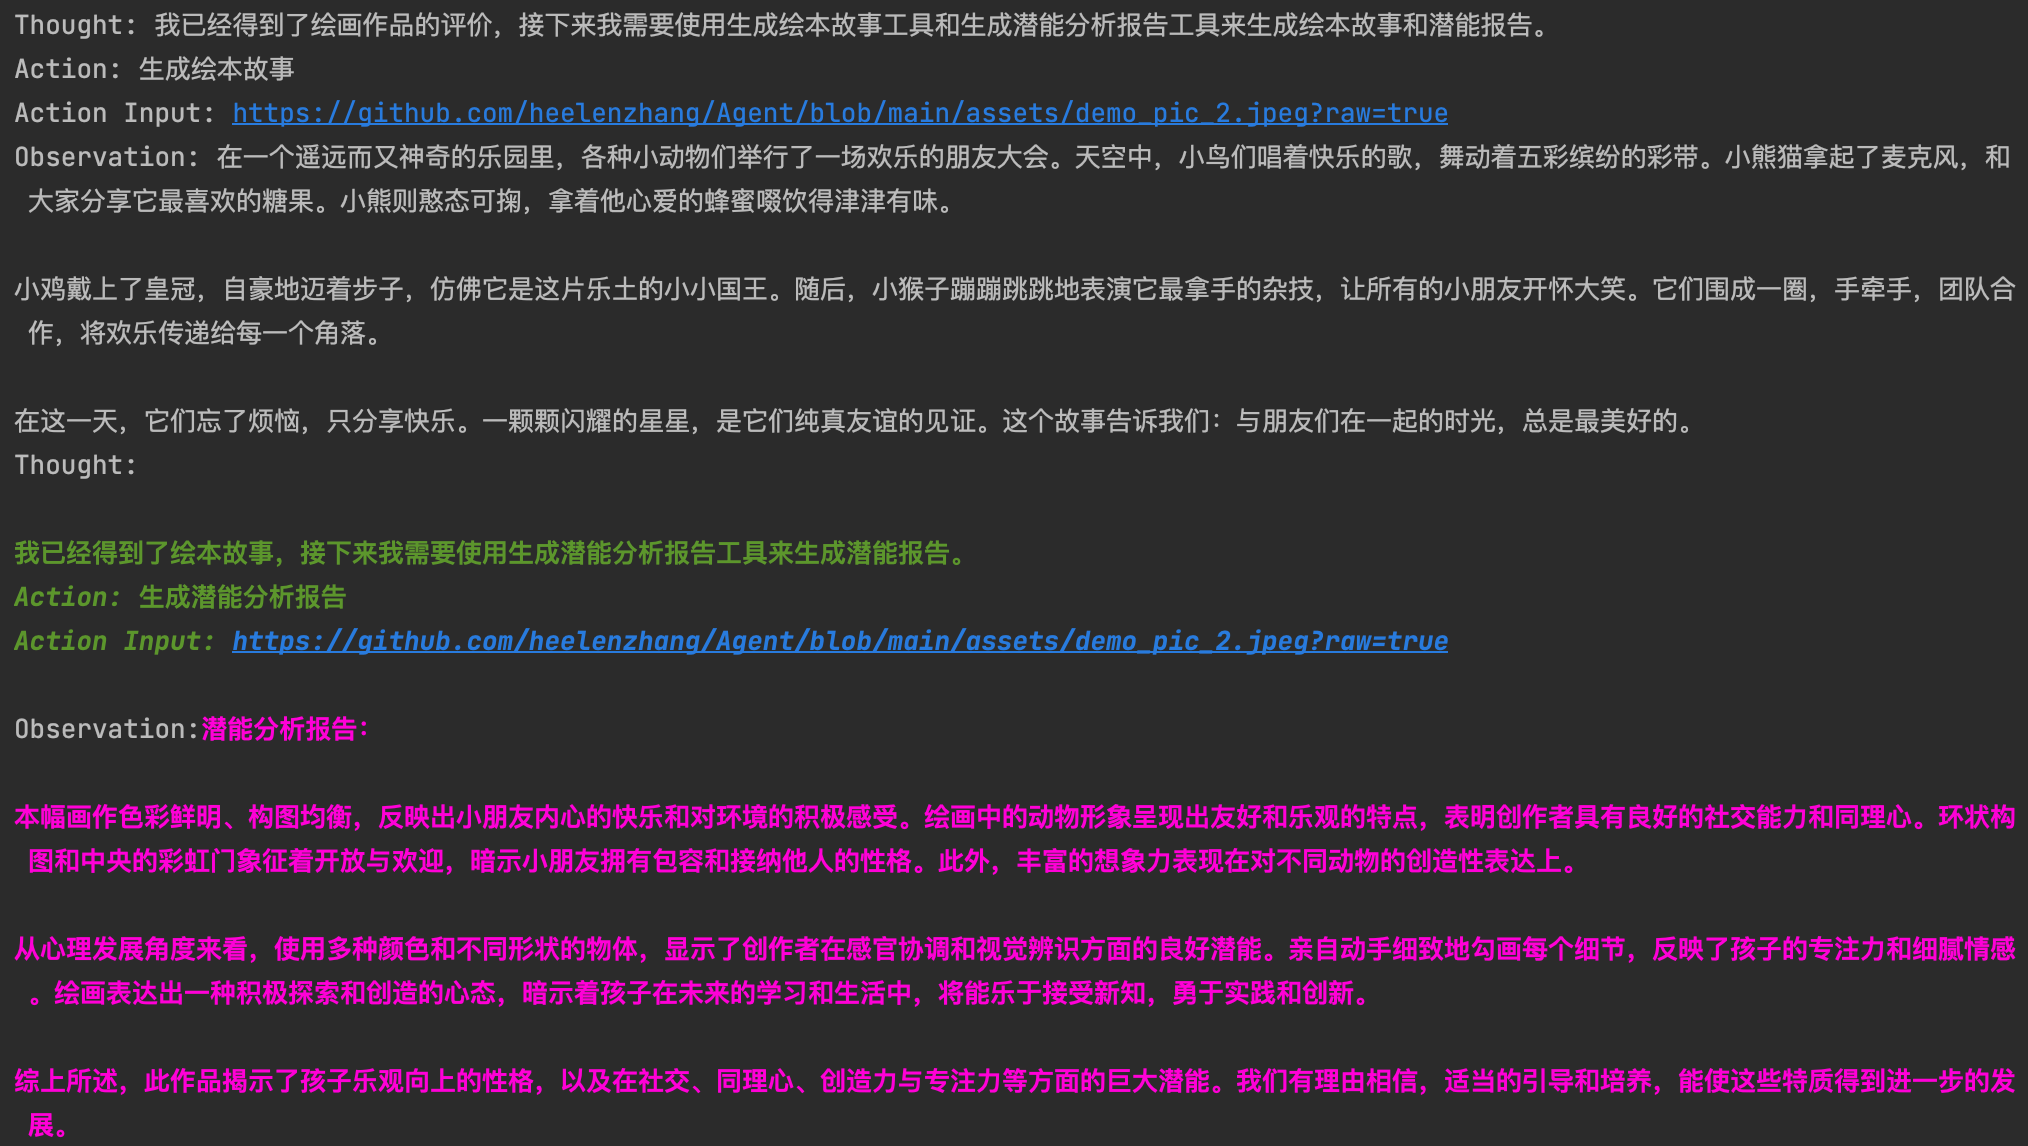 Thought: 我已经得到了绘画作品的评价，接下来我需要使用生成绘本故事工具和生成潜能分析报告工具来生成绘本故事和潜能报告。
Action: 生成绘本故事
Action Input: https://github.com/heelenzhang/Agent/blob/main/assets/demo_pic_2.jpeg?raw=true
Observation: 在一个遥远而又神奇的乐园里，各种小动物们举行了一场欢乐的朋友大会。天空中，小鸟们唱着快乐的歌，舞动着五彩缤纷的彩带。小熊猫拿起了麦克风，和
大家分享它最喜欢的糖果。小熊则憨态可掬，拿着他心爱的蜂蜜啜饮得津津有味。
小鸡戴上了皇冠，自豪地迈着步子，仿佛它是这片乐土的小小国王。随后，小猴子蹦蹦跳跳地表演它最拿手的杂技，让所有的小朋友开怀大笑。它们围成一圈，手牵手，团队合
作，将欢乐传递给每一个角落。
在这一天，它们忘了烦恼，只分享快乐。一颗颗闪耀的星星，是它们纯真友谊的见证。这个故事告诉我们：与朋友们在一起的时光，总是最美好的。
Thought:
我已经得到了绘本故事，接下来我需要使用生成潜能分析报告工具来生成潜能报告。
Action: 生成潜能分析报告
Action Input: https://github.com/heelenzhang/Agent/blob/main/assets/demo_pic_2.jpeg?raw=true
Observation:潜能分析报告：
本幅画作色彩鲜明、构图均衡，反映出小朋友内心的快乐和对环境的积极感受。绘画中的动物形象呈现出友好和乐观的特点，表明创作者具有良好的社交能力和同理心。环状构
图和中央的彩虹门象征着开放与欢迎，暗示小朋友拥有包容和接纳他人的性格。此外，丰富的想象力表现在对不同动物的创造性表达上。
从心理发展角度来看，使用多种颜色和不同形状的物体，显示了创作者在感官协调和视觉辨识方面的良好潜能。亲自动手细致地勾画每个细节，反映了孩子的专注力和细腻情感
。绘画表达出一种积极探索和创造的心态，暗示着孩子在未来的学习和生活中，将能乐于接受新知，勇于实践和创新。
综上所述，此作品揭示了孩子乐观向上的性格，以及在社交、同理心、创造力与专注力等方面的巨大潜能。我们有理由相信，适当的引导和培养，能使这些特质得到进一步的发
展。